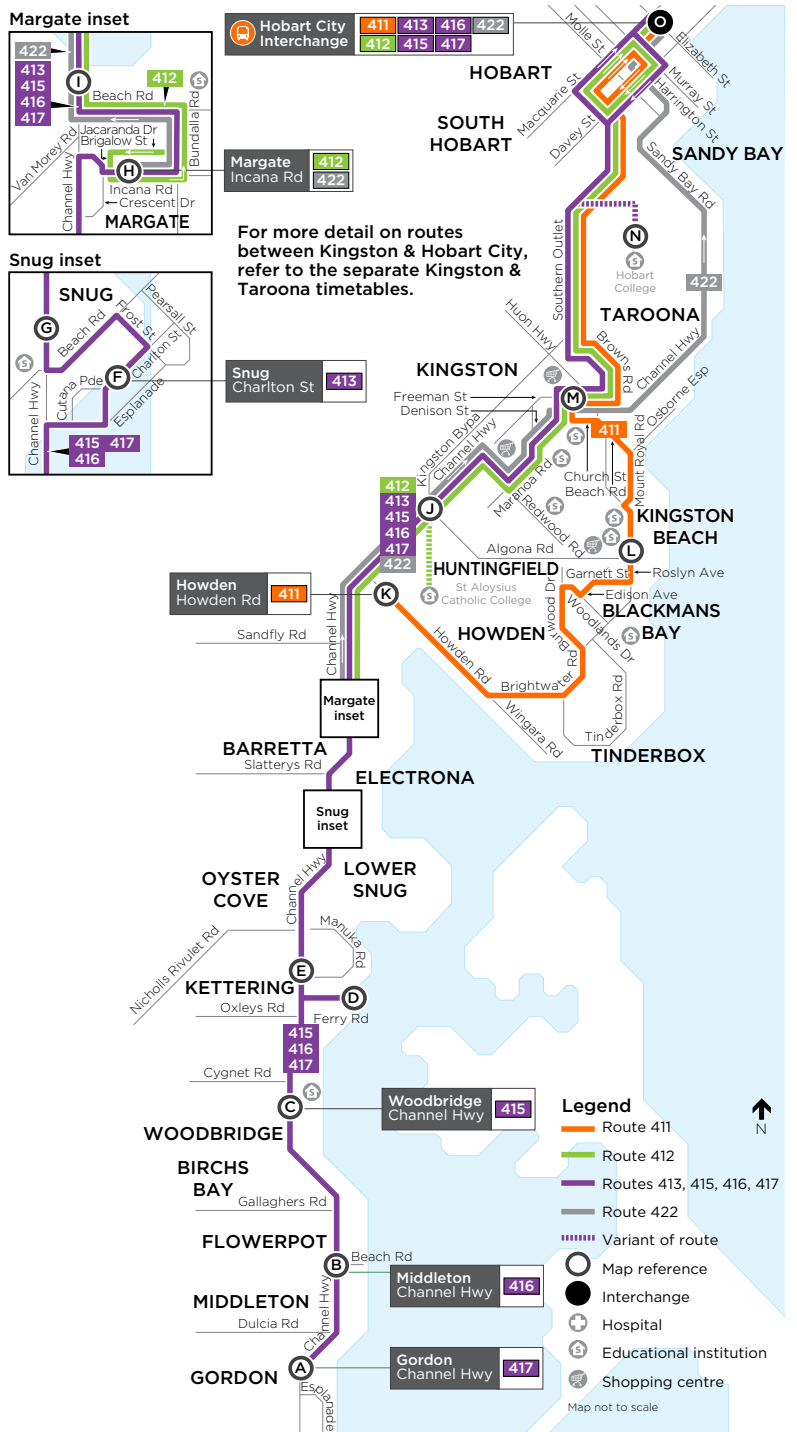 Margate inset
422
413
415
416
417
I
Beach Rd
412
Bundalla Rd
Jacaranda Dr
Brigalow St
Van Morey Rd
Channel Hwy
H
Incana Rd
Crescent Dr
MARGATE
Margate
Incana Rd
412
422
Hobart City
Interchange
411 413 416 422
412 415 417
O
Molle St
Elizabeth St
HOBART
Macquarie St
Murray St
Harrington St
Davey St
SOUTH
HOBART
SANDY BAY
Sandy Bay Rd
For more detail on routes
between Kingston & Hobart City,
refer to the separate Kingston &
Taroona timetables.
N
Hobart
College
Southern Outlet
422
TAROONA
Snug inset
SNUG
G
Beach Rd
Frost St
Pearsall St
Charlton St
F
Cutana Pde
Esplanade
Channel Hwy
415 417
416
Snug
Charlton St
413
Huon Hwy
Browns Rd
Channel Hwy
KINGSTON
Osborne Esp
Freeman St
Denison St
M
411
Kingston Bypa
Channel Hwy
Church St
Beach Rd
Mount Royal Rd
Maranoa Rd
Redwood Rd
412
413
415
416
417
422
J
KINGSTON
BEACH
Algona Rd
L
HUNTINGFIELD
St Aloysius
Catholic College
Garnett St
Roslyn Ave
Edison Ave
BLACKMANS
BAY
Howden
Howden Rd
411
K
Burwood Dr
Woodlands Dr
HOWDEN
Howden Rd
Channel Hwy
Sandfly Rd
Brightwater Rd
Wingara Rd
Tinderbox Rd
Tinderbox Rd
TINDERBOX
Margate
inset
BARRETTA
Slatterys Rd
ELECTRONA
Snug
inset
LOWER
SNUG
OYSTER
COVE
Channel Hwy
Nicholls Rivulet Rd
Manuka Rd
E
KETTERING
D
Oxleys Rd
Ferry Rd
415
416
417
Cygnet Rd
C
Woodbridge
Channel Hwy
415
WOODBRIDGE
BIRCHS
BAY
Gallaghers Rd
FLOWERPOT
Beach Rd
B
Middleton
Channel Hwy
416
MIDDLETON
Channel Hwy
Dulcia Rd
A
Gordon
Channel Hwy
417
GORDON
Esplanade
N
Legend
Route 411
Route 412
Routes 413, 415, 416, 417
Route 422
Variant of route
Map reference
Interchange
Hospital
Educational institution
Shopping centre
Map not to scale